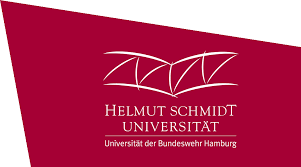 HELMUT SCHMIDT
UNIVERSITÄT
Universität der Bundeswehr Hamburg